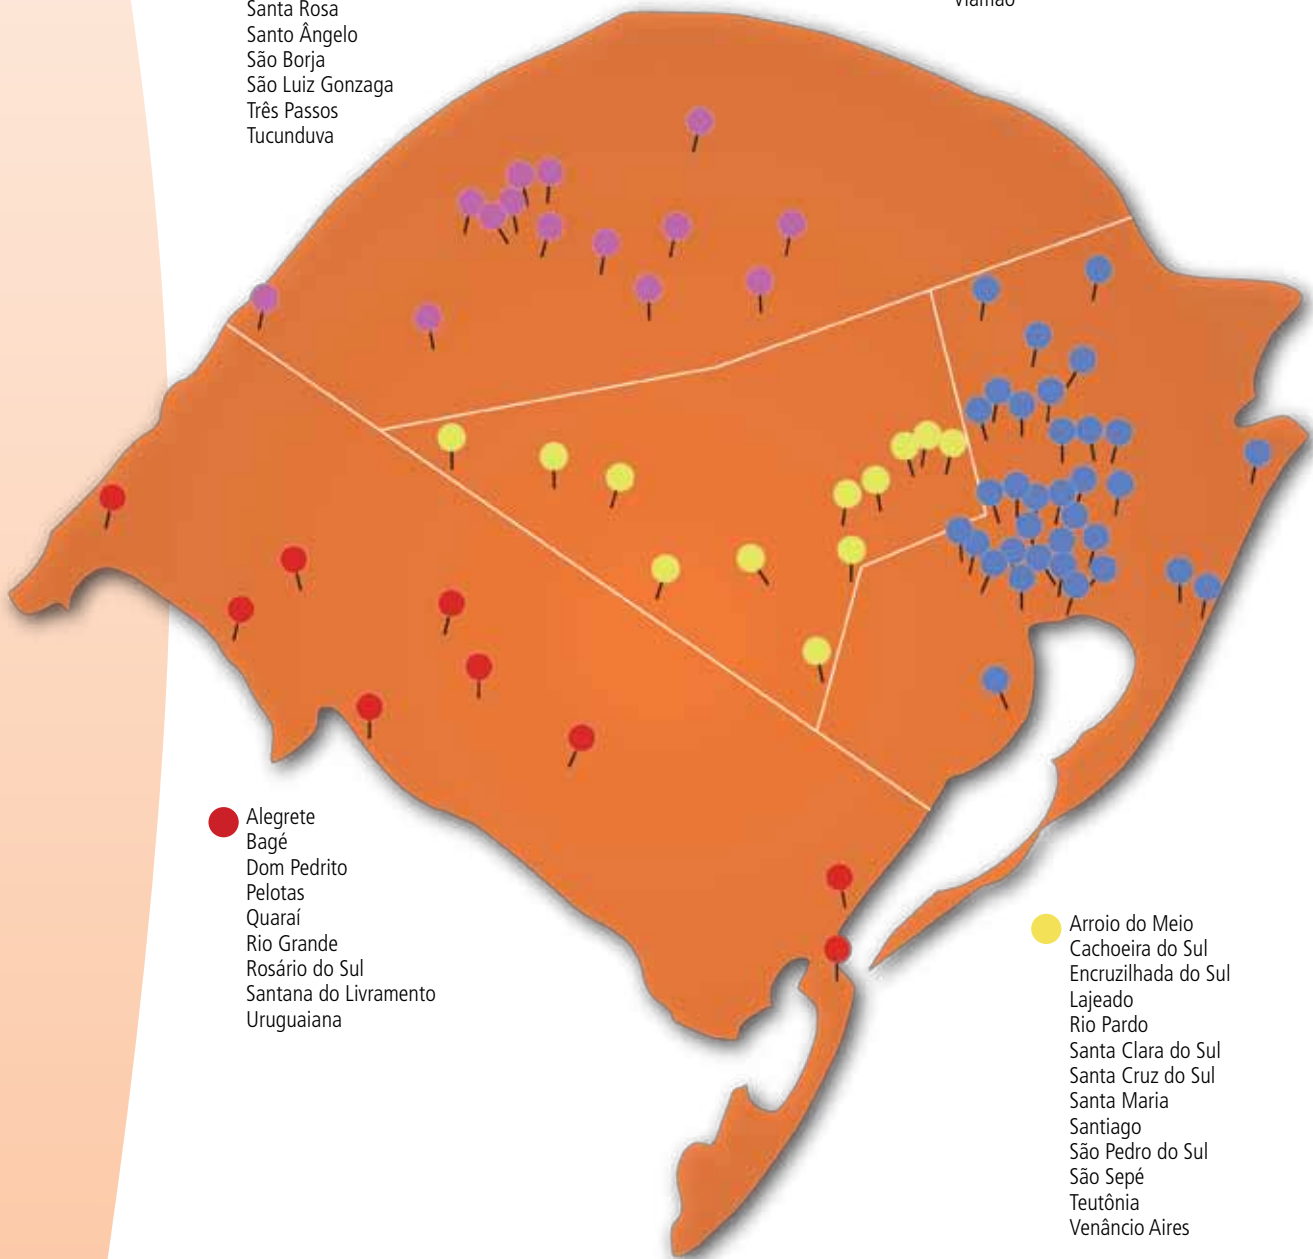 Santa Rosa
Santo Ângelo
São Borja
São Luiz Gonzaga
Três Passos
Tucunduva
Viamão
Alegrete
Bagé
Dom Pedrito
Pelotas
Quaraí
Rio Grande
Rosário do Sul
Santana do Livramento
Uruguaiana
Arroio do Meio
Cachoeira do Sul
Encruzilhada do Sul
Lajeado
Rio Pardo
Santa Clara do Sul
Santa Cruz do Sul
Santa Maria
Santiago
São Pedro do Sul
São Sepé
Teutônia
Venâncio Aires